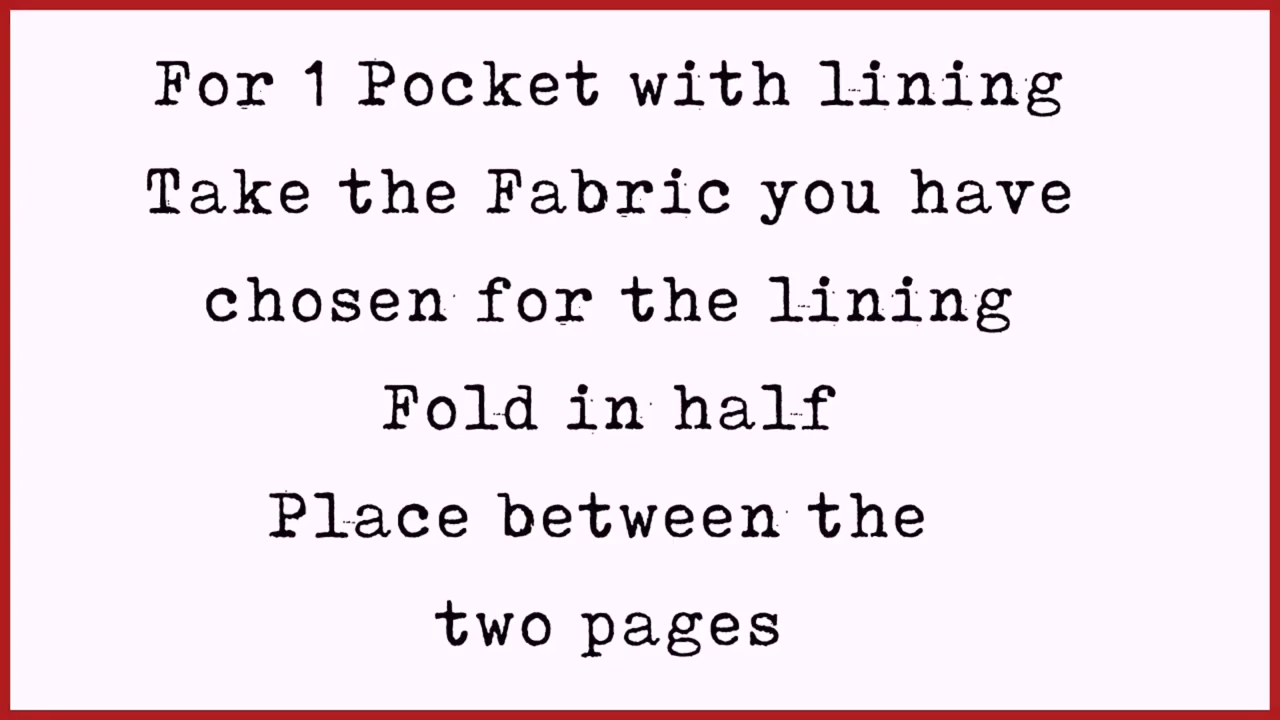 For 1 Pocket with lining
Take the Fabric you have
chosen for the lining
Fold in half
Place between the
two pages